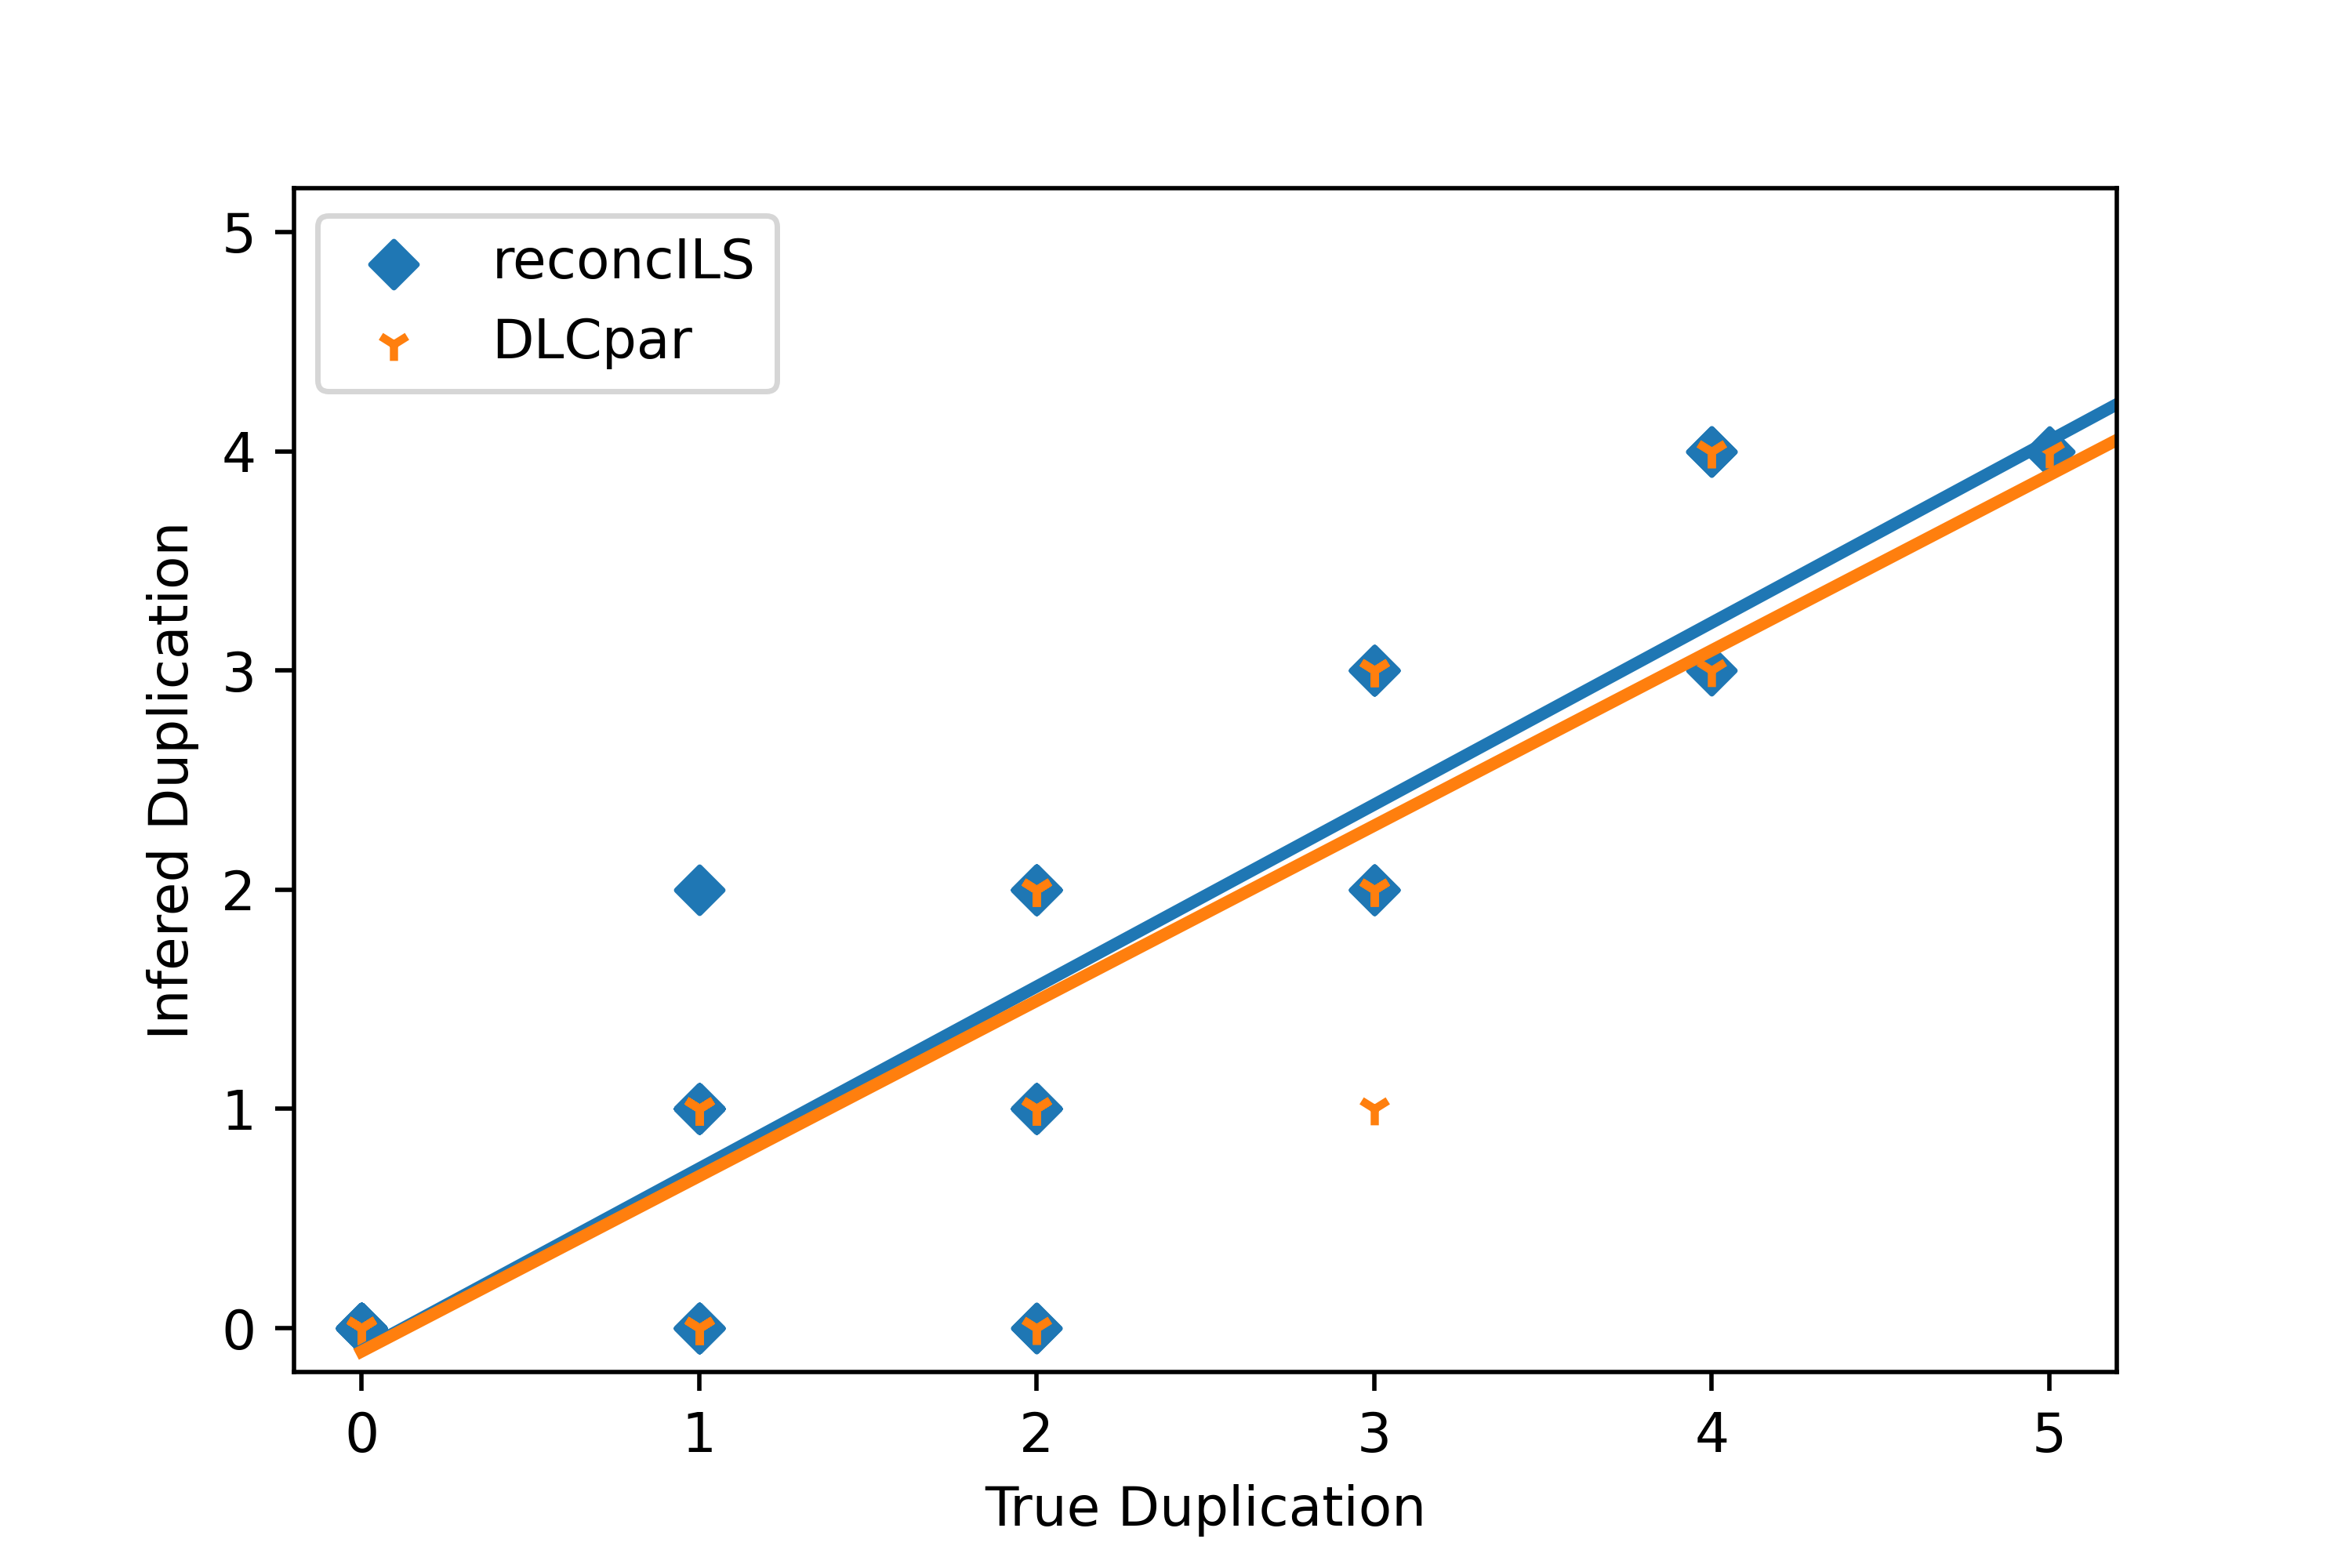 reconcILS
DLCpar
5
4
3
2
1
0
Infered Duplication
0 1 2 3 4 5
True Duplication